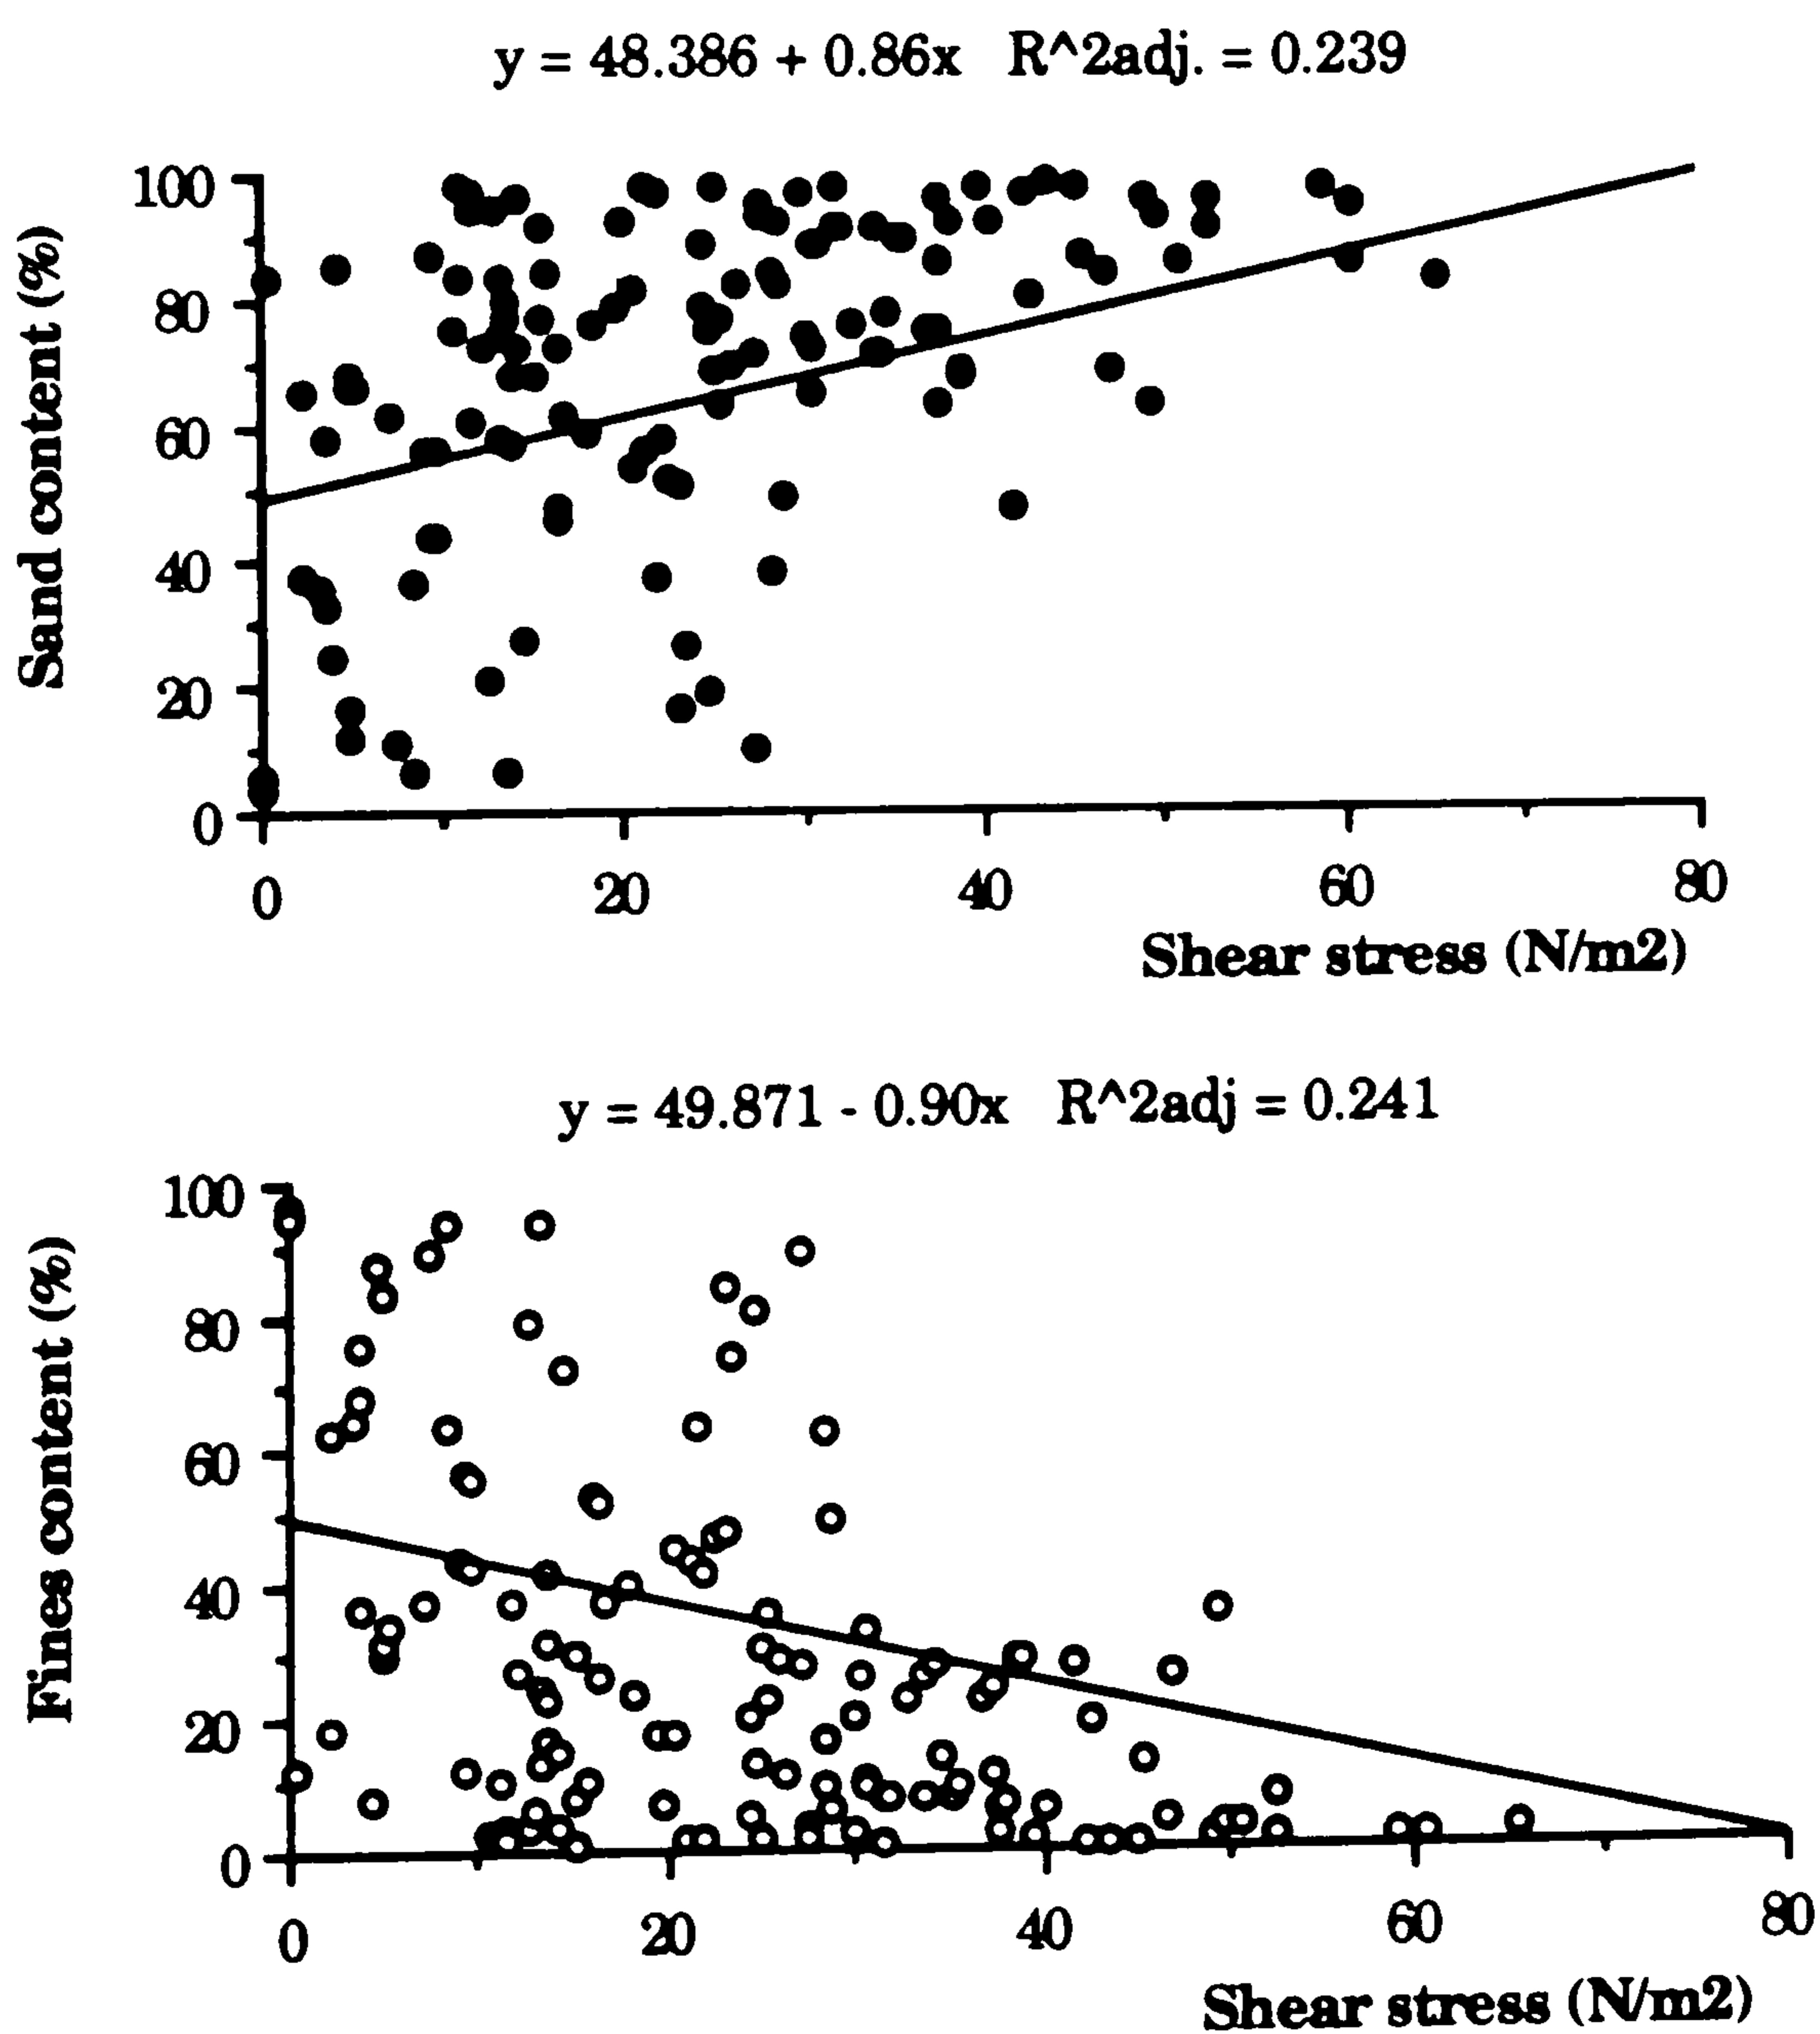 y = 48.386 + 0.86x R^2adj. = 0.239
100
80
60
40
20
0
Sand content (%)
0 20 40 60 80
Shear stress (N/m2)
y = 49.871 - 0.90x R^2adj = 0.241
100
80
60
40
20
0
Fines content (%)
0 20 40 60 80
Shear stress (N/m2)